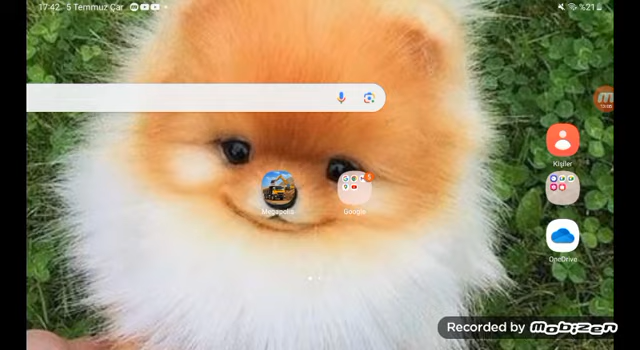 17:42 5 Temmuz Çar
%21
Kişiler
Megapolis
Google
OneDrive
Recorded by Mobizen